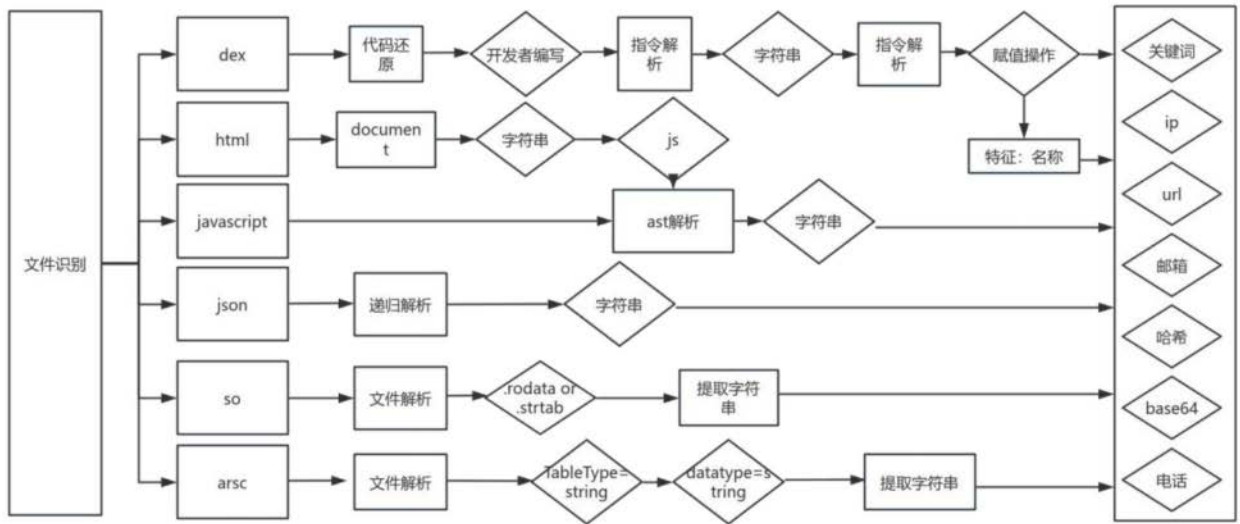 文件识别
dex
代码还
原
开发者编写
指令解
析
字符串
指令解
析
赋值操作
特征：名称
html
documen
t
字符串
js
javascript
ast解析
字符串
json
递归解析
字符串
so
文件解析
.rodata or
.strtab
提取字符
串
arsc
文件解析
TableType=
string
datatype=s
tring
提取字符串
关键词
ip
url
邮箱
哈希
base64
电话